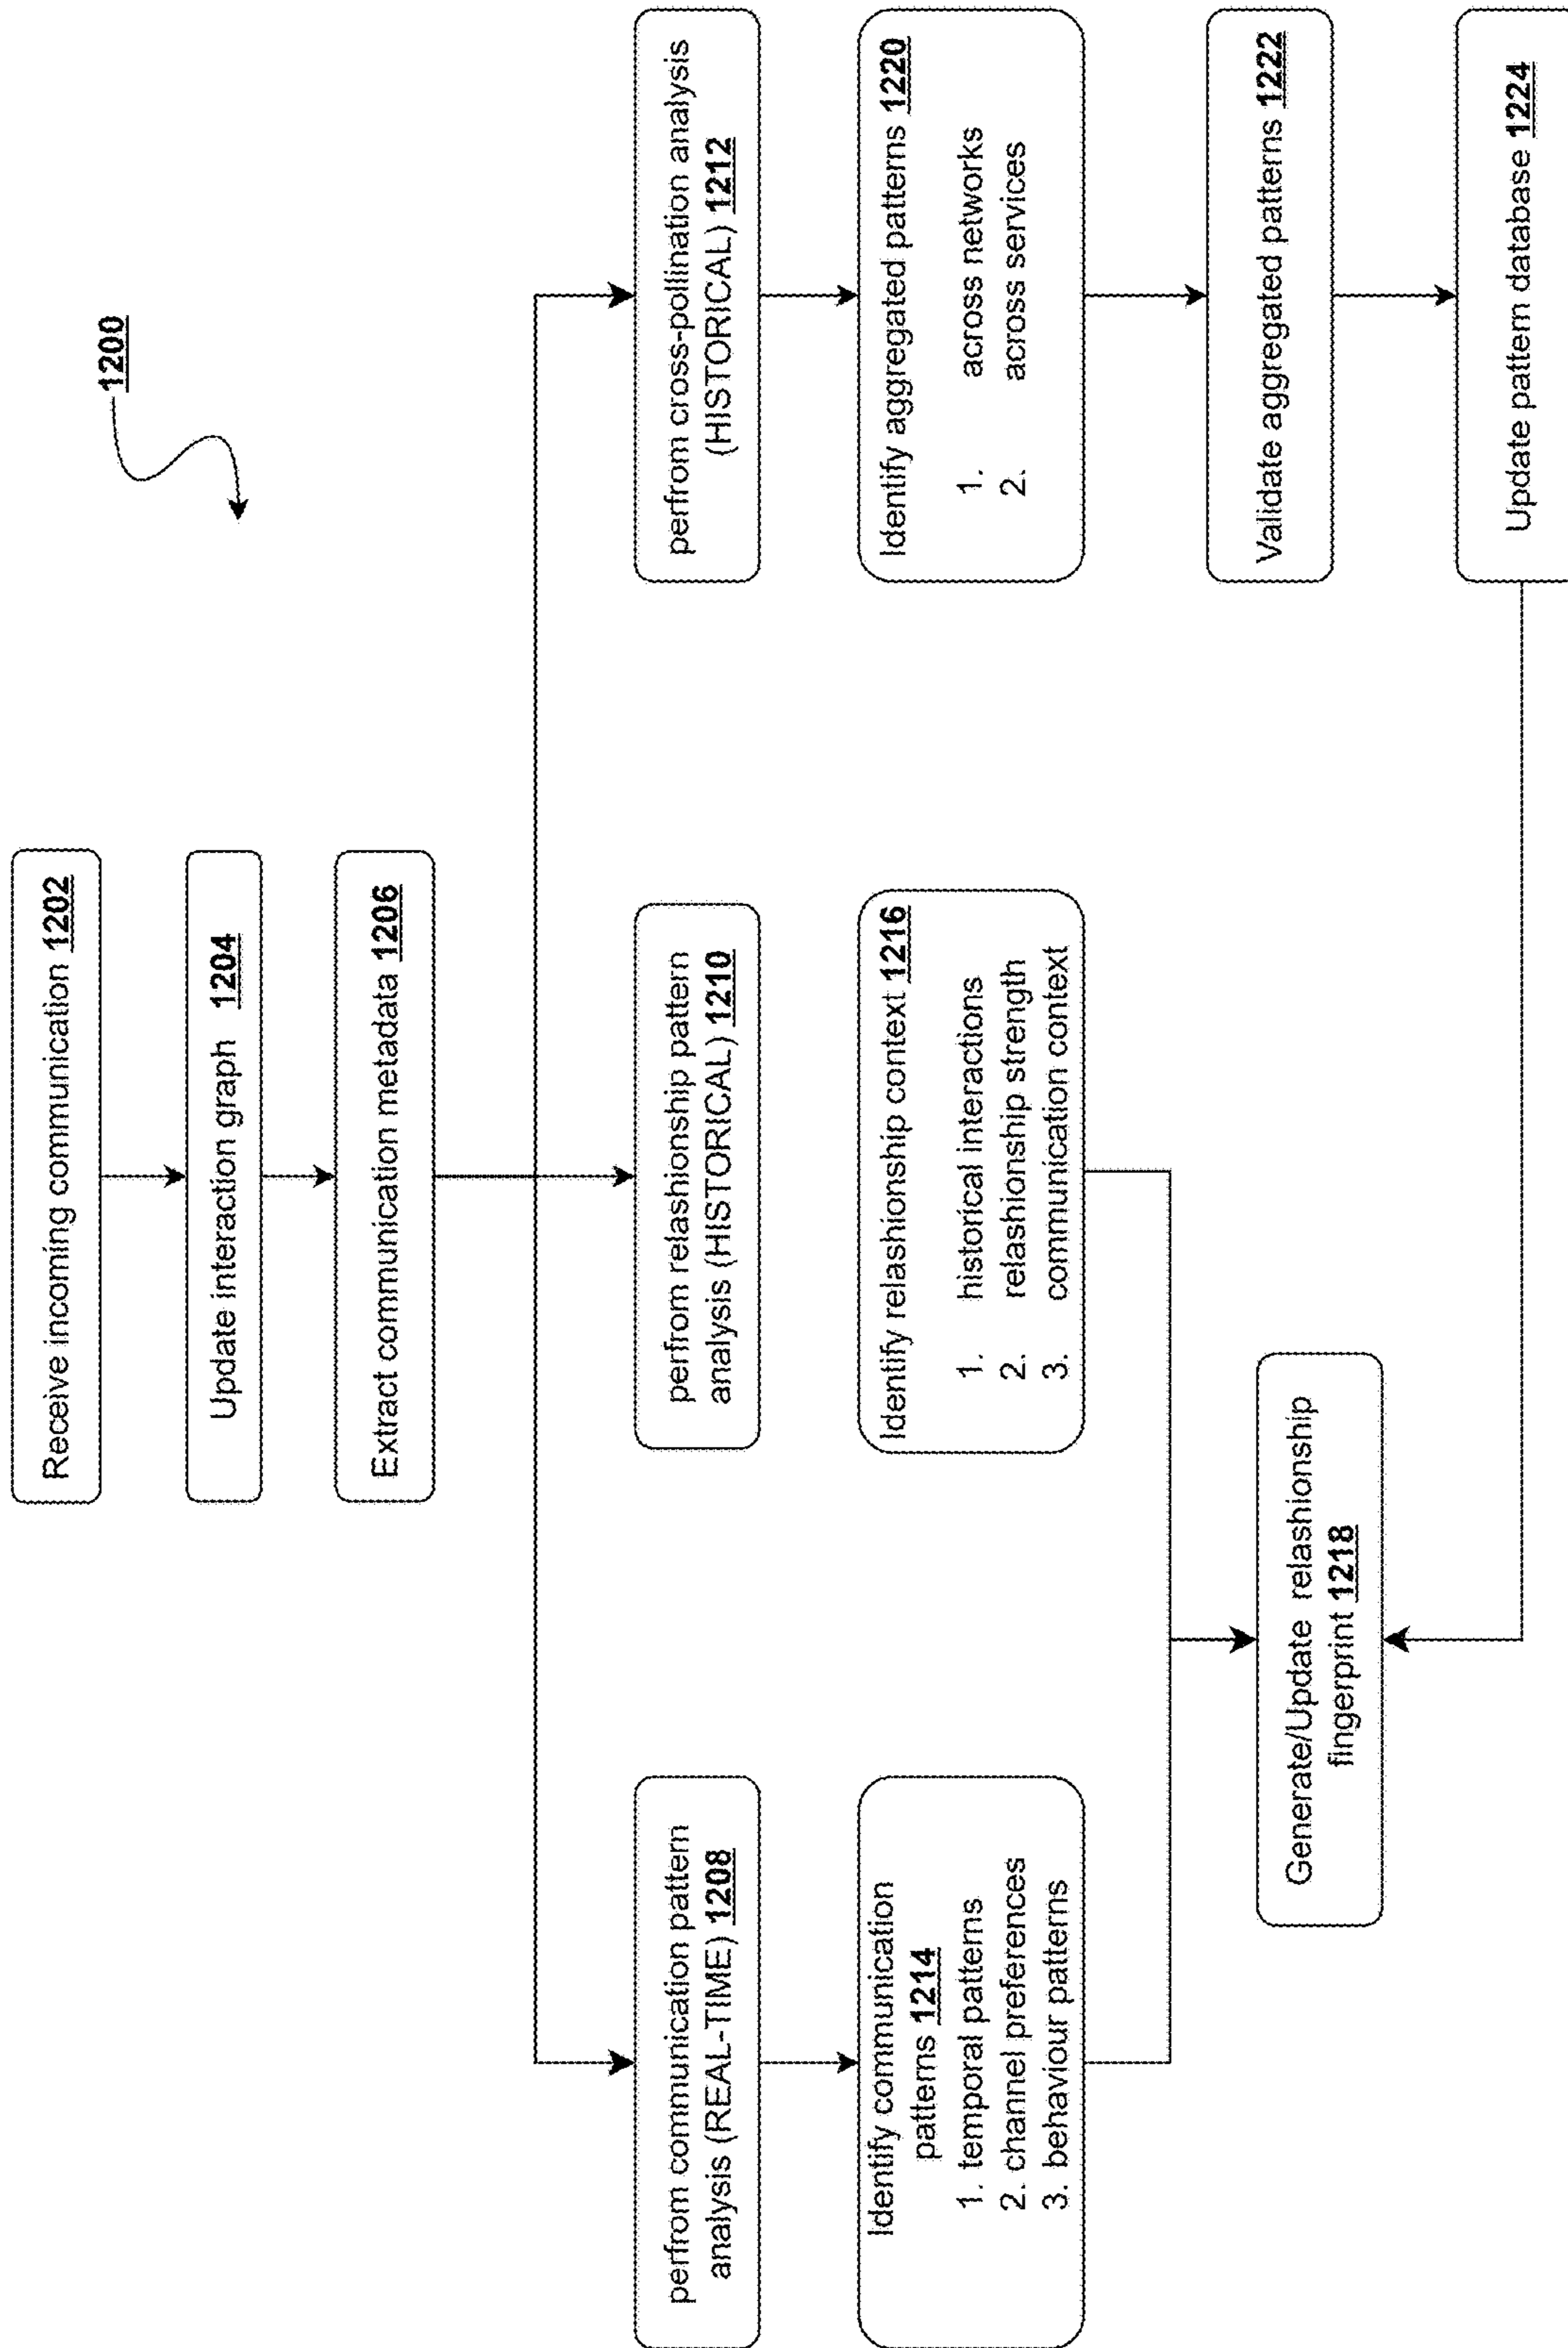 1200
Receive incoming communication 1202
Update interaction graph 1204
Extract communication metadata 1206
perfrom communication pattern
analysis (REAL-TIME) 1208
perfrom relashionship pattern
analysis (HISTORICAL) 1210
perfrom cross-pollination analysis
(HISTORICAL) 1212
Identify communication
patterns 1214
1. temporal patterns
2. channel preferences
3. behaviour patterns
Identify relashionship context 1216
1. historical interactions
2. relashionship strength
3. communication context
Identify aggregated patterns 1220
1. across networks
2. across services
Generate/Update relashionship
fingerprint 1218
Validate aggregated patterns 1222
Update pattern database 1224